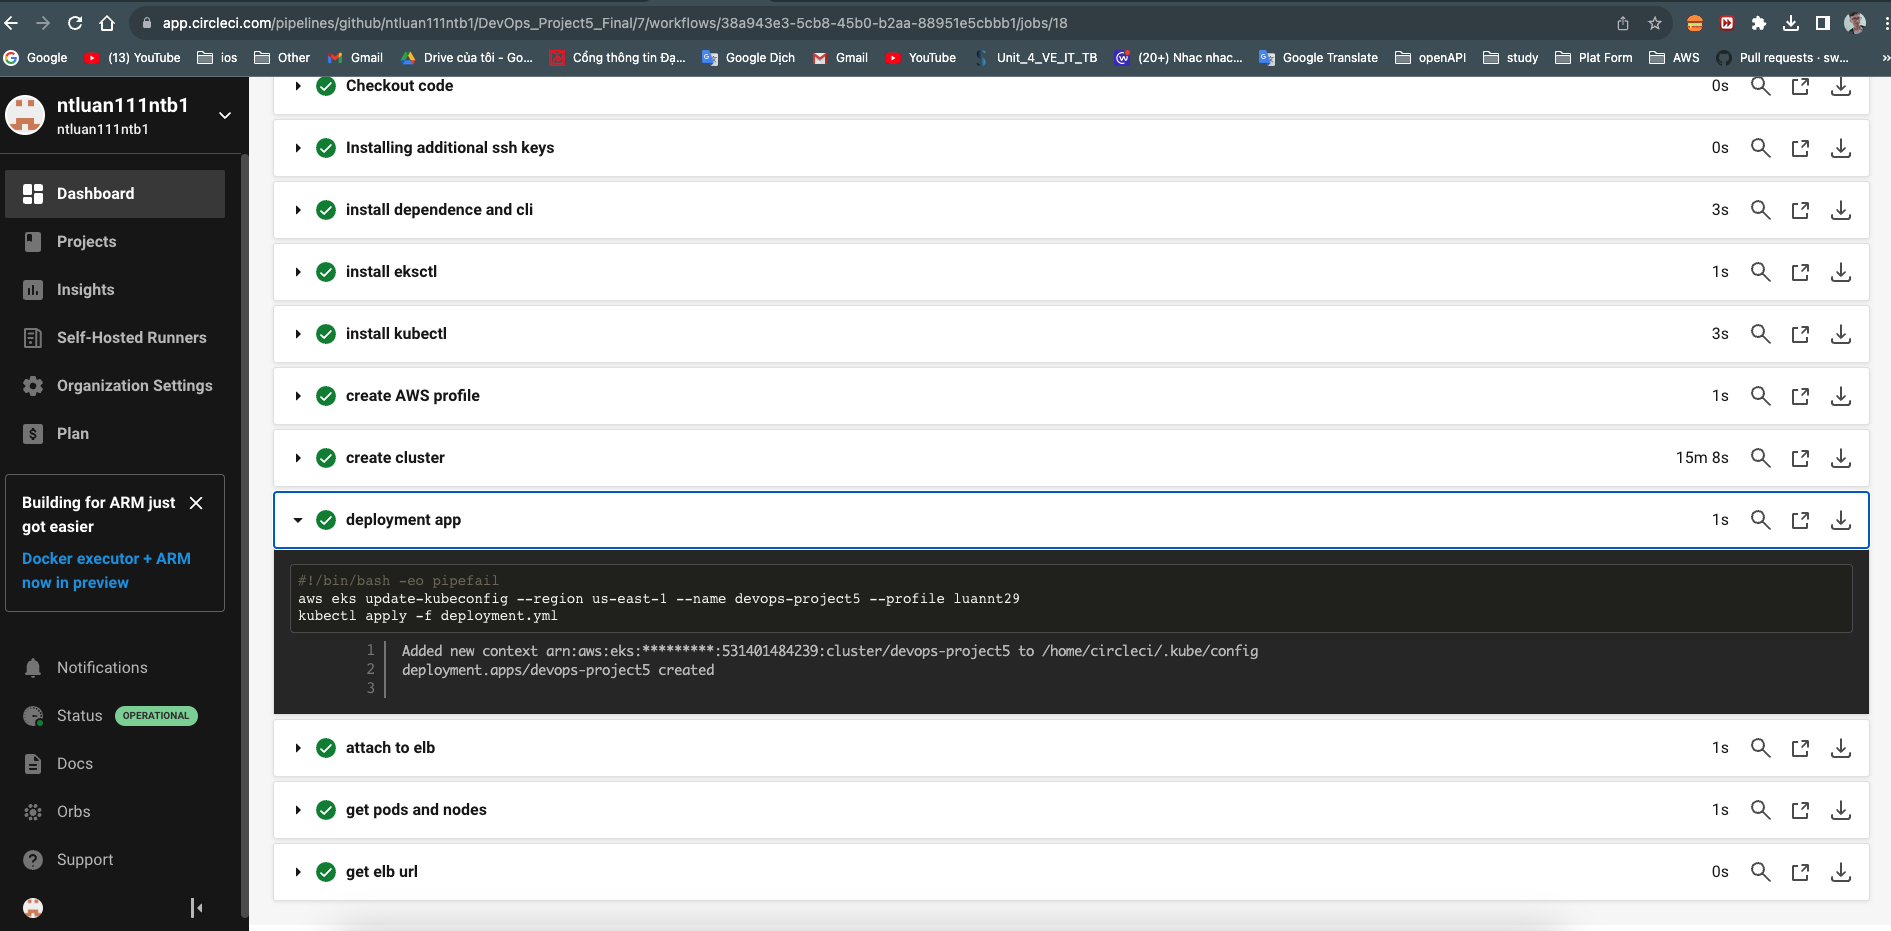 app.circleci.com/pipelines/github/ntluan111ntb1/DevOps_Project5_Final/7/workflows/38a943e3-5cb8-45b0-b2aa-88951e5cbbb1/jobs/18
Google (13) YouTube ios Other Gmail Drive của tôi - Go... Cổng thông tin Đạ... Google Dịch Gmail YouTube Unit_4_VE_IT_TB (20+) Nhac nhac... Google Translate openAPI study Plat Form AWS Pull requests · sw... »
ntluan111ntb1
ntluan111ntb1
Dashboard
Projects
Insights
Self-Hosted Runners
Organization Settings
Plan
Building for ARM just
got easier
Docker executor + ARM
now in preview
Notifications
Status OPERATIONAL
Docs
Orbs
Support
Checkout code 0s
Installing additional ssh keys 0s
install dependence and cli 3s
install eksctl 1s
install kubectl 3s
create AWS profile 1s
create cluster 15m 8s
deployment app 1s
#!/bin/bash -eo pipefail
aws eks update-kubeconfig --region us-east-1 --name devops-project5 --profile luannt29
kubectl apply -f deployment.yml
1 Added new context arn:aws:eks:*********:531401484239:cluster/devops-project5 to /home/circleci/.kube/config
2 deployment.apps/devops-project5 created
3
attach to elb 1s
get pods and nodes 1s
get elb url 0s